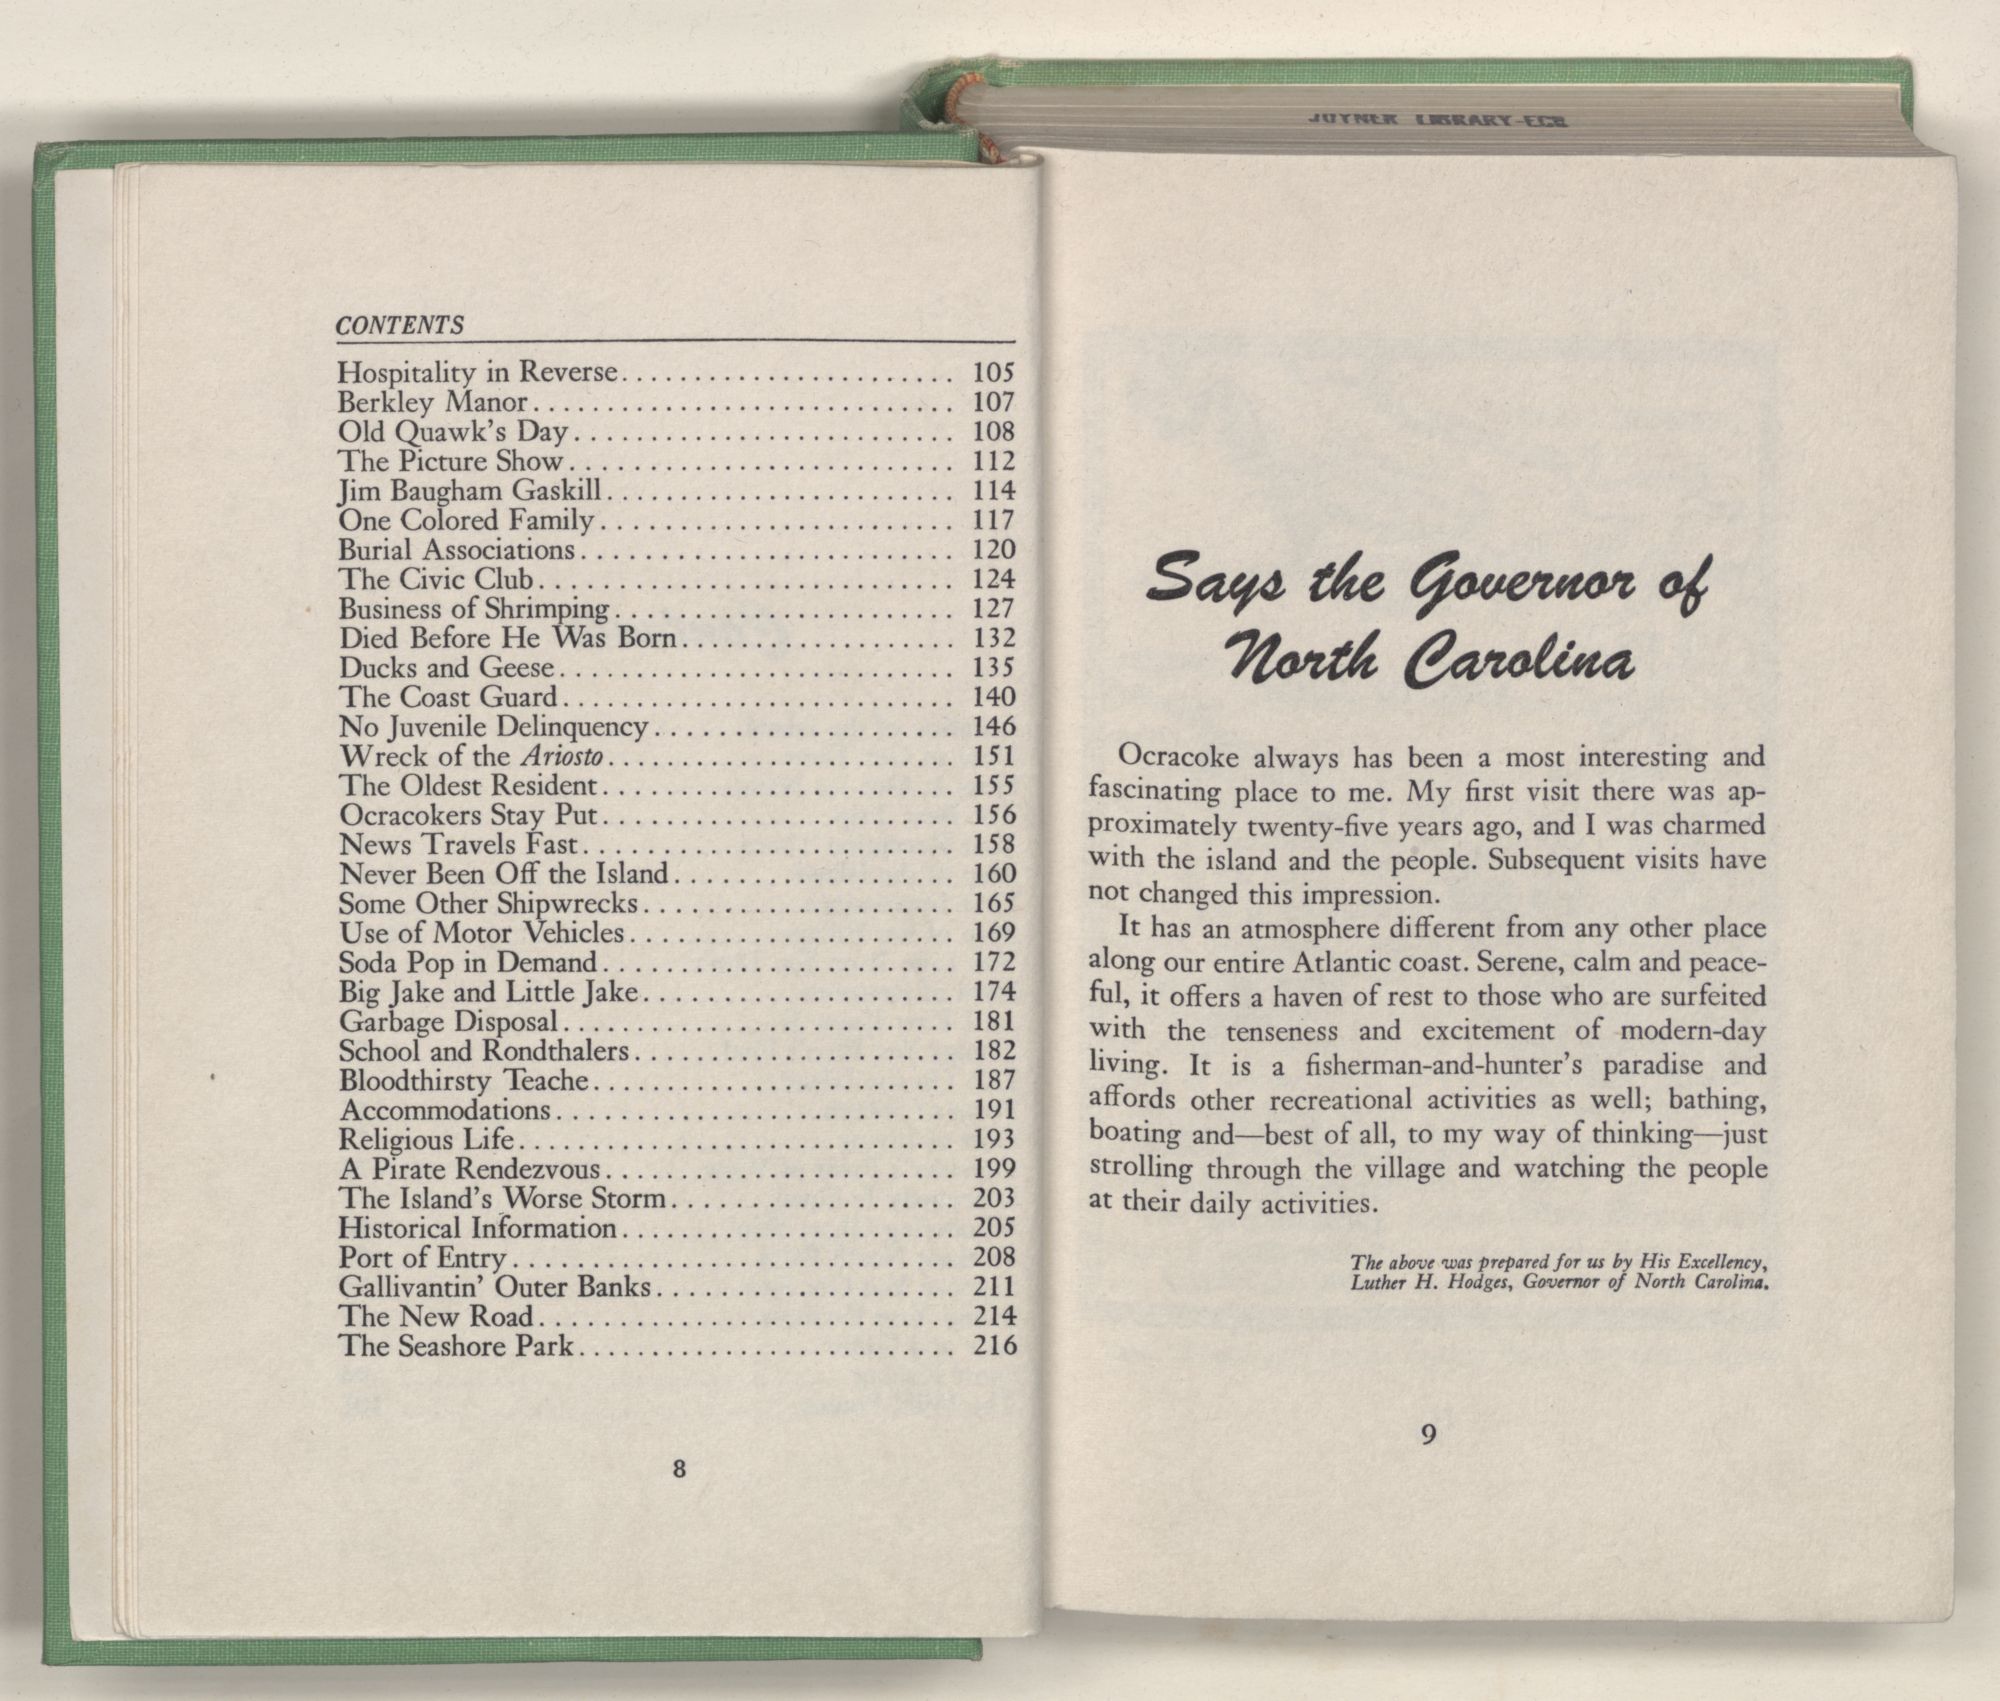 JOYNER LIBRARY-ECU
CONTENTS
Hospitality in Reverse....................... 105
Berkley Manor............................. 107
Old Quawk's Day.......................... 108
The Picture Show.......................... 112
Jim Baugham Gaskill........................ 114
One Colored Family........................ 117
Burial Associations.......................... 120
The Civic Club............................. 124
Business of Shrimping........................ 127
Died Before He Was Born................... 132
Ducks and Geese........................... 135
The Coast Guard........................... 140
No Juvenile Delinquency..................... 146
Wreck of the Ariosto........................ 151
The Oldest Resident......................... 155
Ocracokers Stay Put......................... 156
News Travels Fast.......................... 158
Never Been Off the Island.................... 160
Some Other Shipwrecks...................... 165
Use of Motor Vehicles....................... 169
Soda Pop in Demand......................... 172
Big Jake and Little Jake...................... 174
Garbage Disposal........................... 181
School and Rondthalers...................... 182
Bloodthirsty Teache......................... 187
Accommodations............................ 191
Religious Life.............................. 193
A Pirate Rendezvous........................ 199
The Island's Worse Storm.................... 203
Historical Information....................... 205
Port of Entry............................... 208
Gallivantin' Outer Banks..................... 211
The New Road............................. 214
The Seashore Park.......................... 216
8
Says the Governor of
North Carolina
Ocracoke always has been a most interesting and
fascinating place to me. My first visit there was ap-
proximately twenty-five years ago, and I was charmed
with the island and the people. Subsequent visits have
not changed this impression.
It has an atmosphere different from any other place
along our entire Atlantic coast. Serene, calm and peace-
ful, it offers a haven of rest to those who are surfeited
with the tenseness and excitement of modern-day
living. It is a fisherman-and-hunter's paradise and
affords other recreational activities as well; bathing,
boating and—best of all, to my way of thinking—just
strolling through the village and watching the people
at their daily activities.
The above was prepared for us by His Excellency,
Luther H. Hodges, Governor of North Carolina.
9